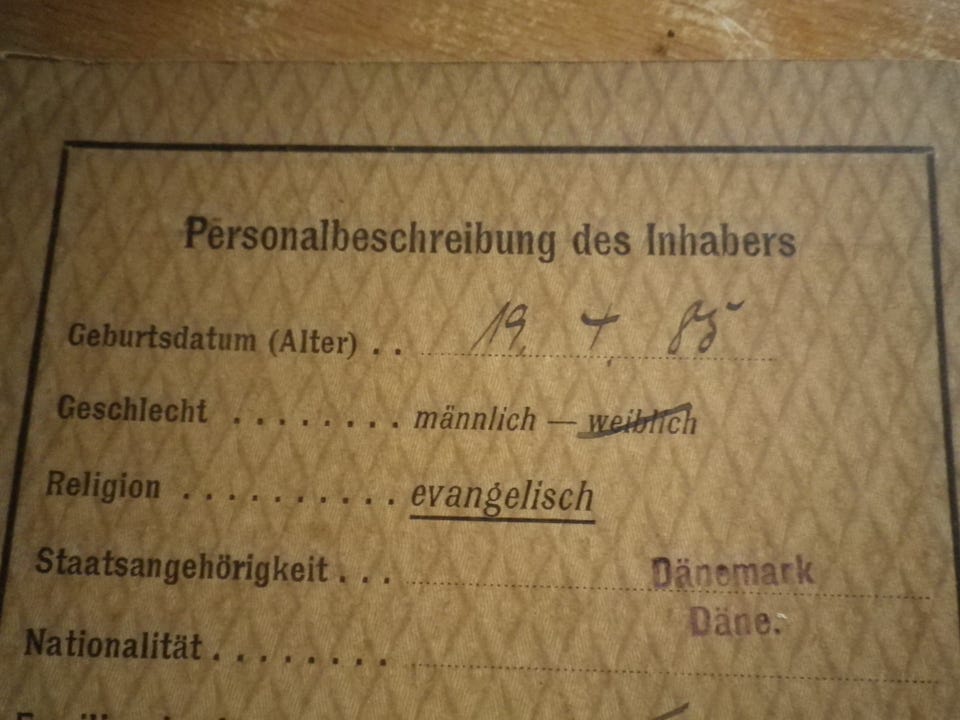 Personalbeschreibung des Inhabers
Geburtsdatum (Alter) . . 19. 4. 85
Geschlecht . . . . . . . . männlich — weiblich
Religion . . . . . . . . . . evangelisch
Staatsangehörigkeit . . . Dänemark
Däne.
Nationalität . . . . . . . .